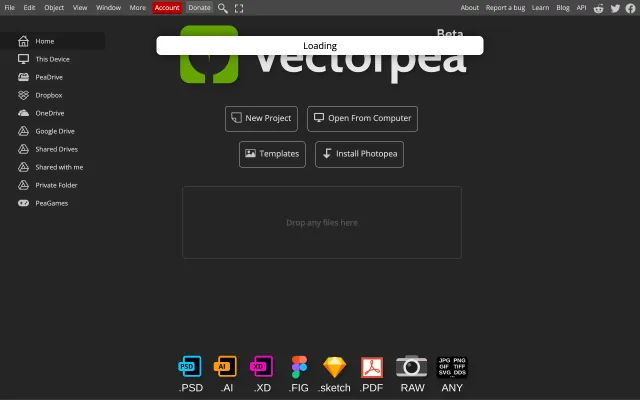 File Edit Object View Window More Account Donate
About Report a bug Learn Blog API
Home
This Device
PeaDrive
Dropbox
OneDrive
Google Drive
Shared Drives
Shared with me
Private Folder
PeaGames
Beta
Vectorpea
Loading
New Project
Open From Computer
Templates
Install Photopea
Drop any files here
PSD AI XD JPG PNG
GIF TIFF
SVG DDS
.PSD .AI .XD .FIG .sketch .PDF RAW ANY